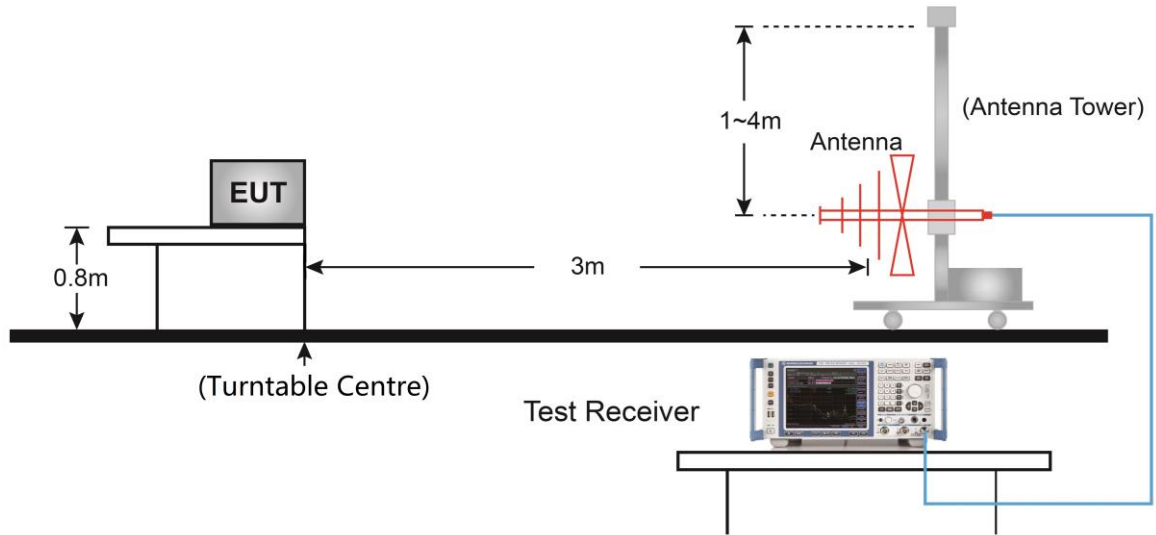 1~4m
(Antenna Tower)
Antenna
EUT
0.8m
3m
(Turntable Centre)
Test Receiver